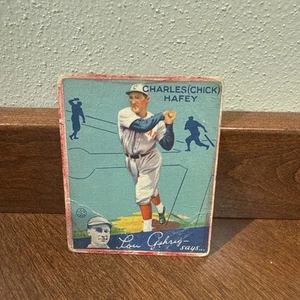 CHARLES (CHICK)
HAFEY
Lou Gehrig
says...